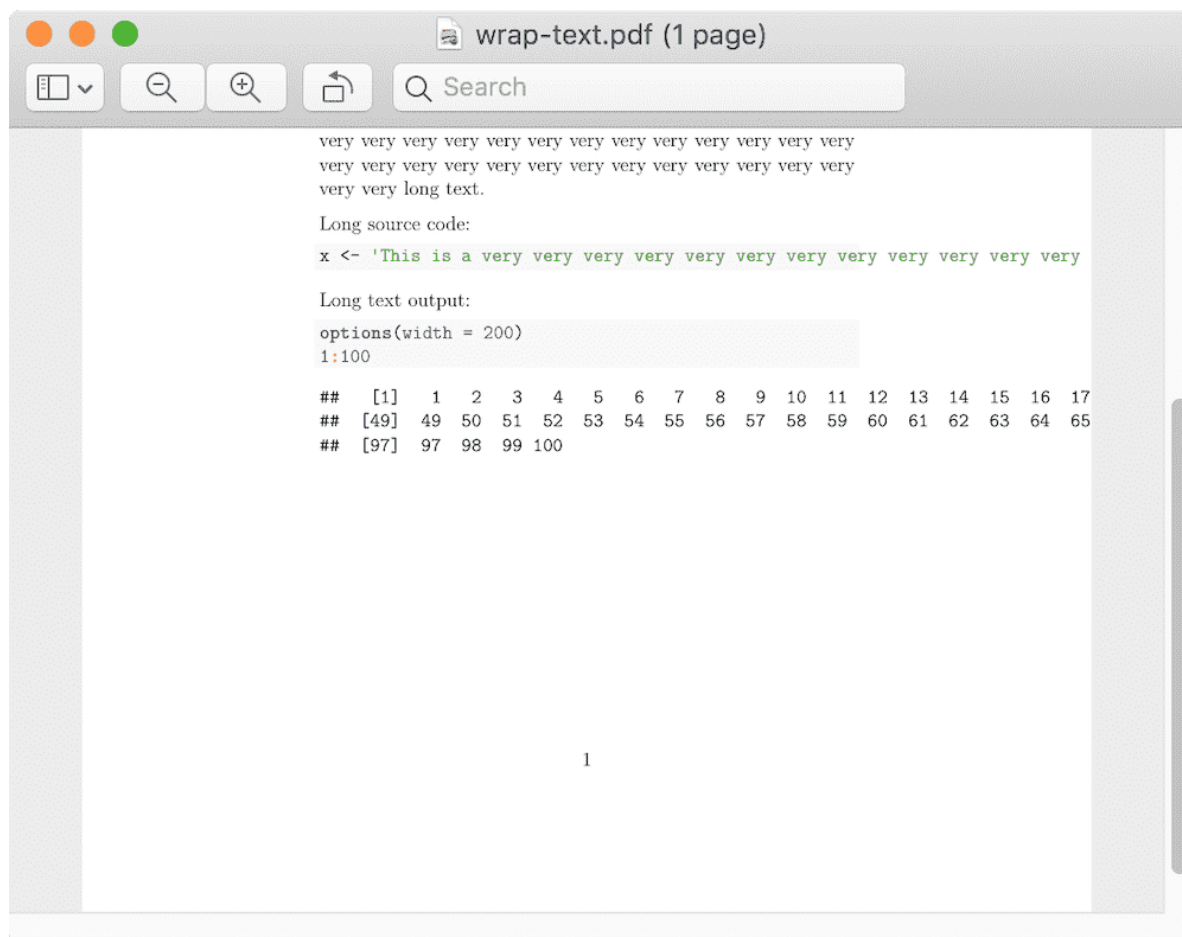 wrap-text.pdf (1 page)
Search
very very very very very very very very very very very very very
very very very very very very very very very very very very very
very very long text.
Long source code:
x <- 'This is a very very very very very very very very very very very very
Long text output:
options(width = 200)
1:100
## [1] 1 2 3 4 5 6 7 8 9 10 11 12 13 14 15 16 17
## [49] 49 50 51 52 53 54 55 56 57 58 59 60 61 62 63 64 65
## [97] 97 98 99 100
1